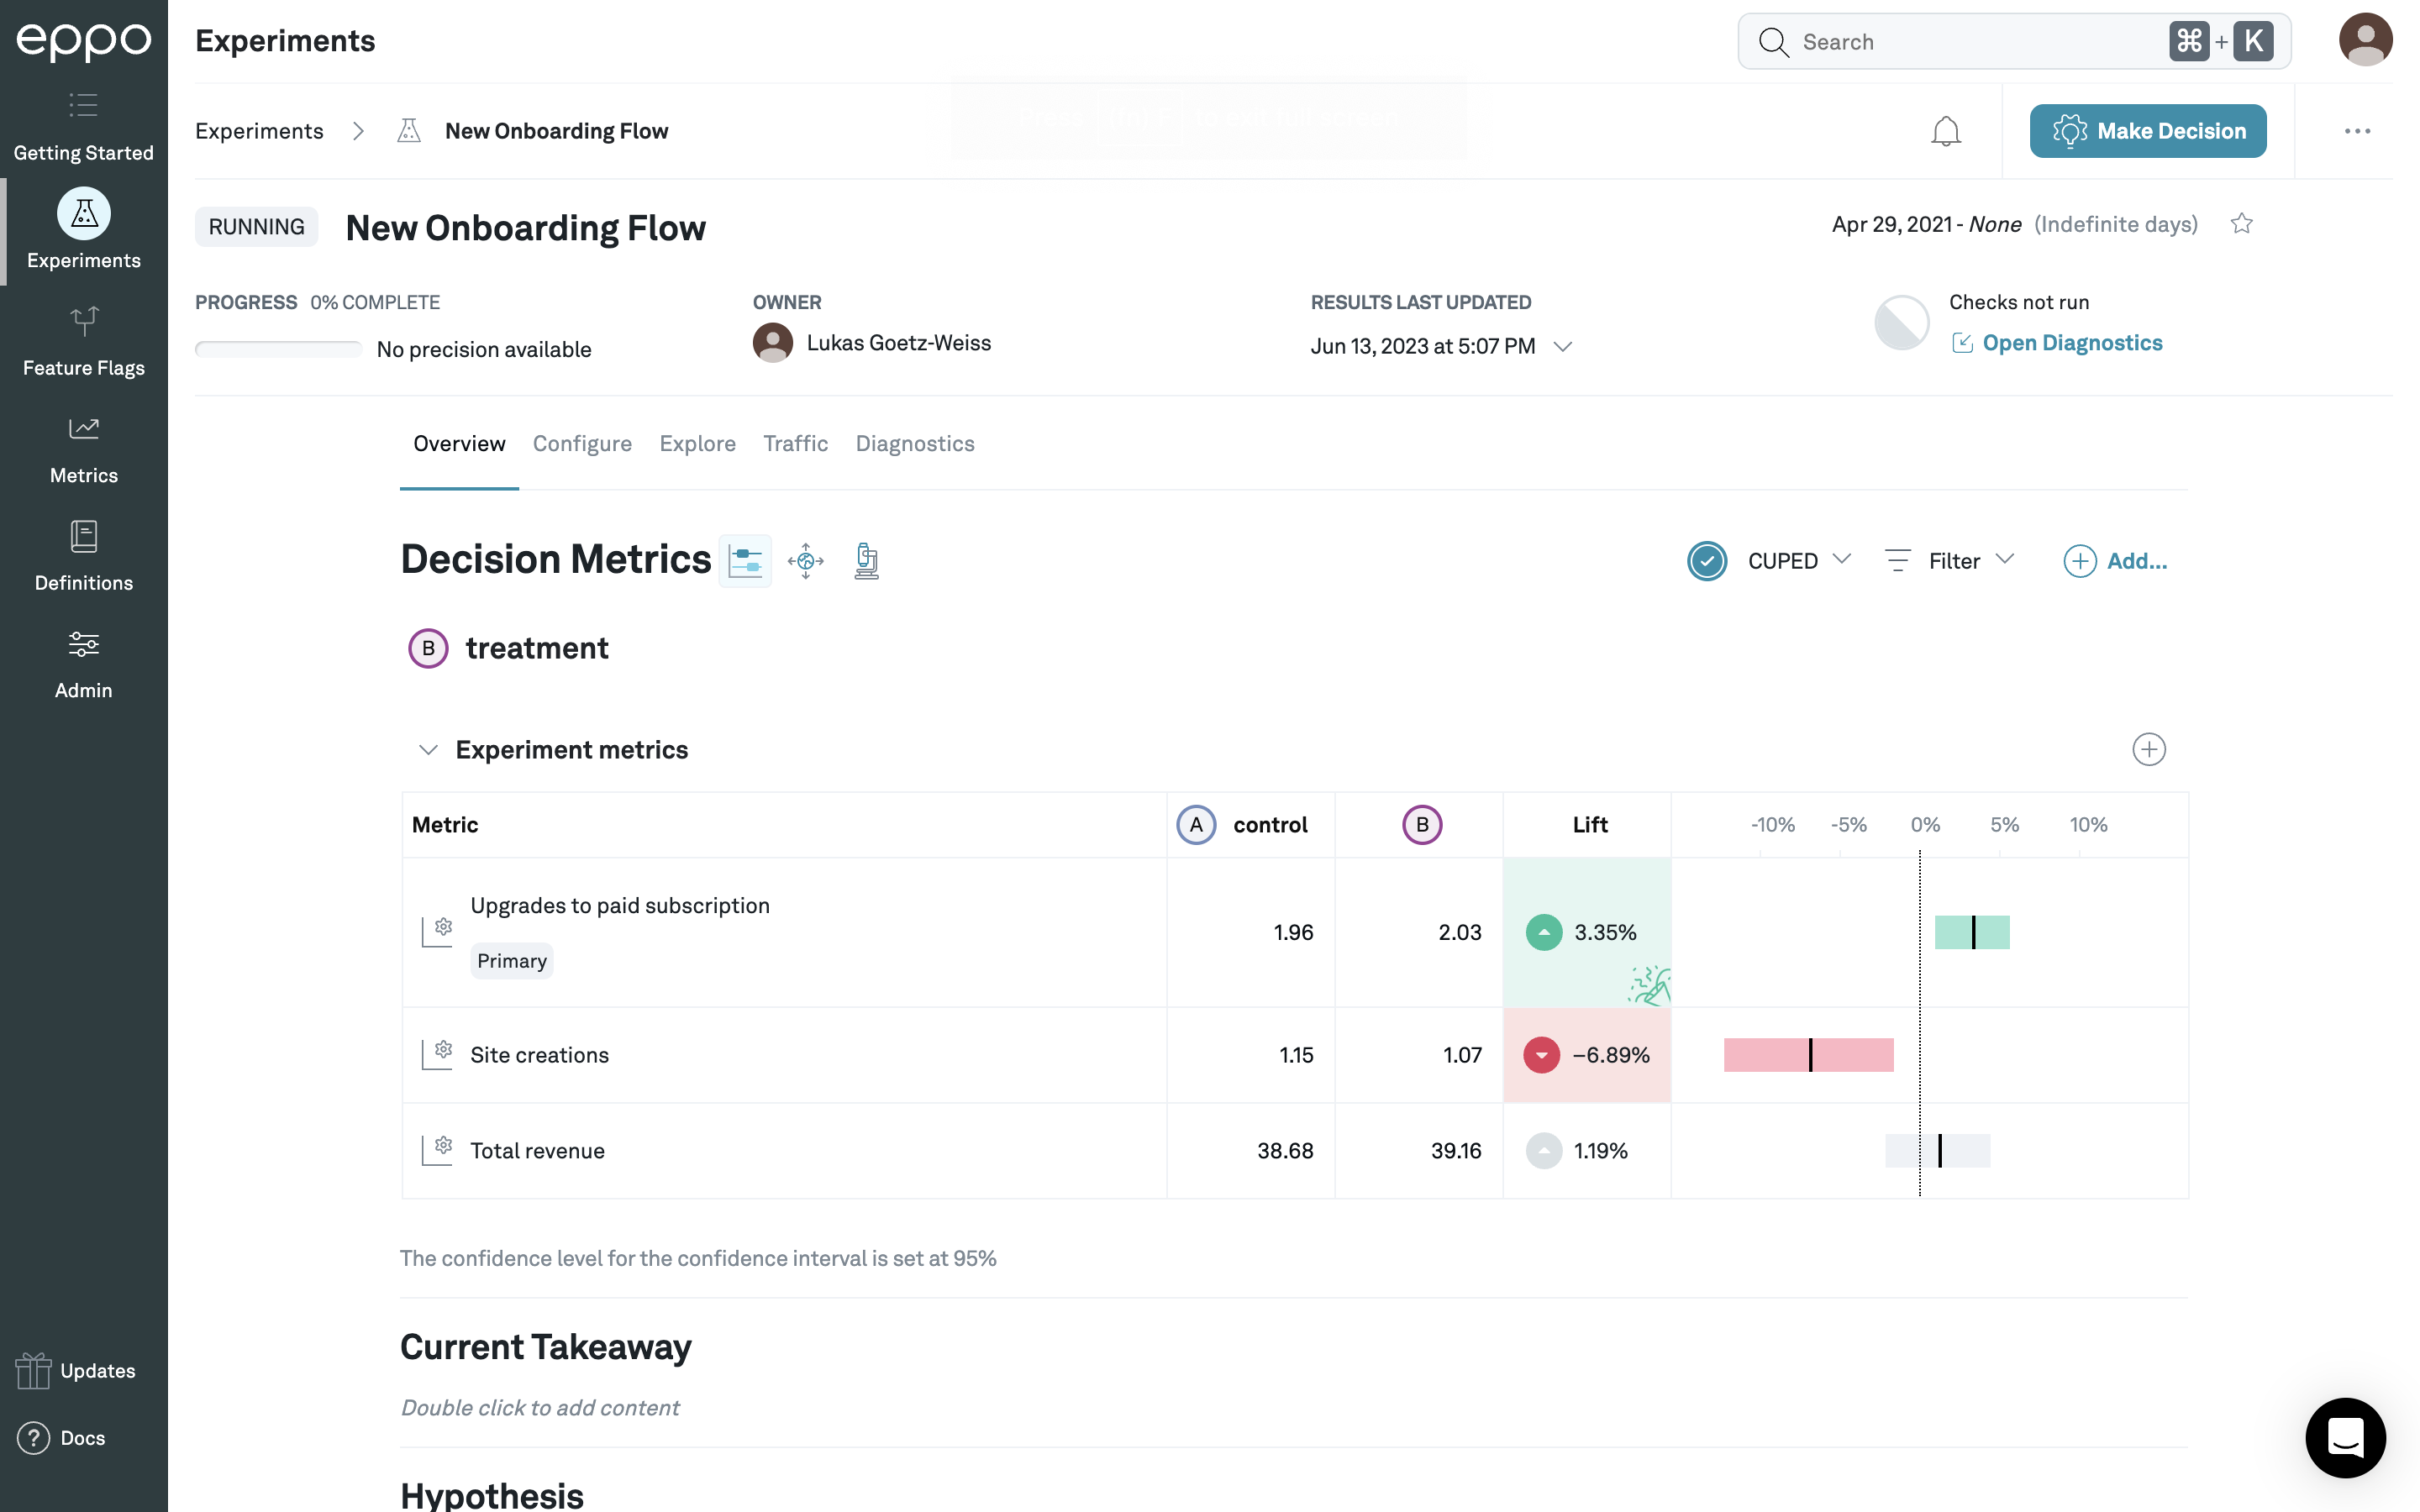 eppo
Experiments
Search
⌘ + K
Getting Started
Experiments
Feature Flags
Metrics
Definitions
Admin
Updates
? Docs
Experiments > New Onboarding Flow
Make Decision
RUNNING New Onboarding Flow
Apr 29, 2021 - None (Indefinite days)
PROGRESS 0% COMPLETE
No precision available
OWNER
Lukas Goetz-Weiss
RESULTS LAST UPDATED
Jun 13, 2023 at 5:07 PM
Checks not run
Open Diagnostics
Overview Configure Explore Traffic Diagnostics
Decision Metrics
CUPED Filter Add...
B treatment
Experiment metrics
Metric A control B Lift -10% -5% 0% 5% 10%
Upgrades to paid subscription
Primary
1.96 2.03 3.35%
Site creations 1.15 1.07 –6.89%
Total revenue 38.68 39.16 1.19%
The confidence level for the confidence interval is set at 95%
Current Takeaway
Double click to add content
Hypothesis